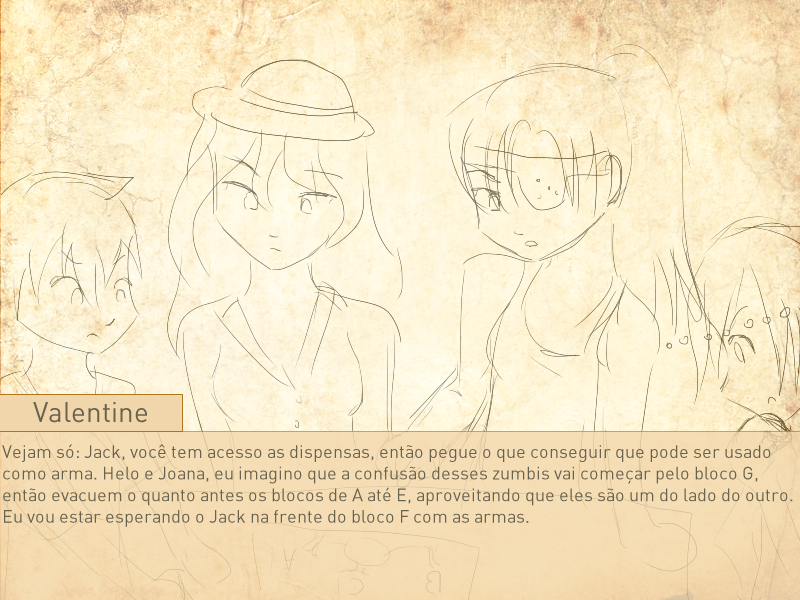 Valentine
Vejam só: Jack, você tem acesso as dispensas, então pegue o que conseguir que pode ser usado
como arma. Helo e Joana, eu imagino que a confusão desses zumbis vai começar pelo bloco G,
então evacuem o quanto antes os blocos de A até E, aproveitando que eles são um do lado do outro.
Eu vou estar esperando o Jack na frente do bloco F com as armas.